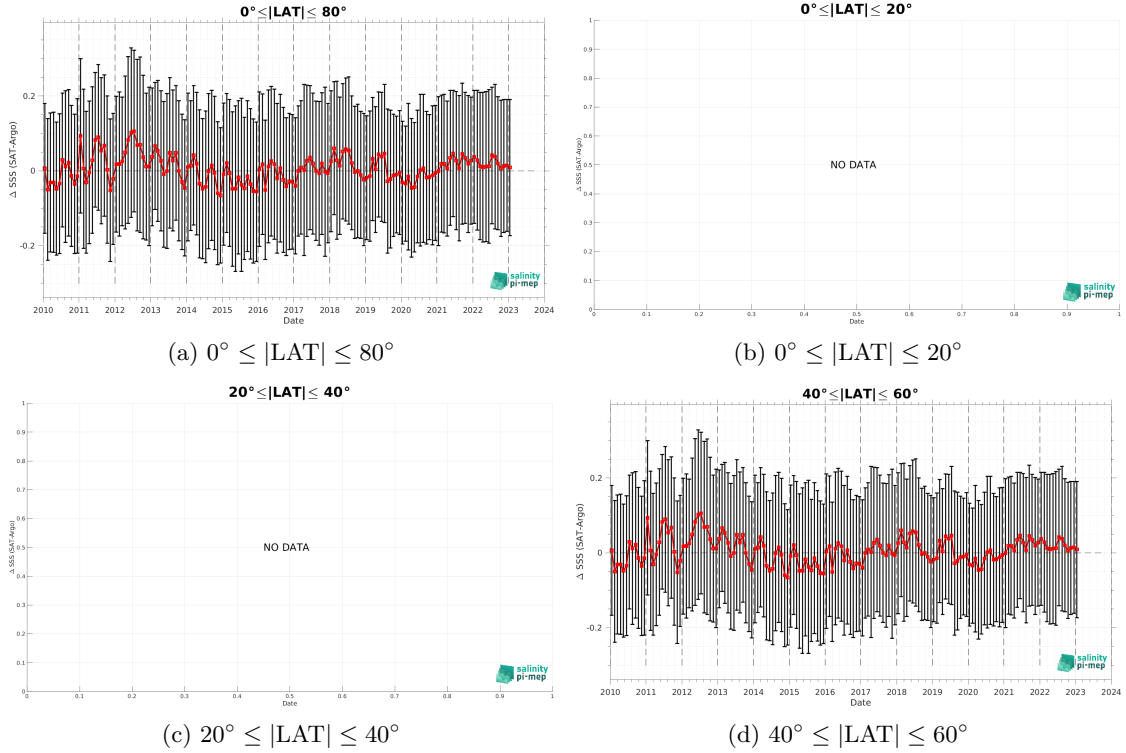 0°≤|LAT|≤ 80°
Δ SSS (SAT-Argo)
0.2
0
-0.2
2010 2011 2012 2013 2014 2015 2016 2017 2018 2019 2020 2021 2022 2023 2024
Date
salinity
pi-mep
(a) 0° ≤ |LAT| ≤ 80°
0°≤|LAT|≤ 20°
Δ SSS (SAT-Argo)
1
0.9
0.8
0.7
0.6
0.5
0.4
0.3
0.2
0.1
0
NO DATA
0 0.1 0.2 0.3 0.4 0.5 0.6 0.7 0.8 0.9 1
Date
salinity
pi-mep
(b) 0° ≤ |LAT| ≤ 20°
20°≤|LAT|≤ 40°
Δ SSS (SAT-Argo)
1
0.9
0.8
0.7
0.6
0.5
0.4
0.3
0.2
0.1
0
NO DATA
0 0.1 0.2 0.3 0.4 0.5 0.6 0.7 0.8 0.9 1
Date
salinity
pi-mep
(c) 20° ≤ |LAT| ≤ 40°
40°≤|LAT|≤ 60°
Δ SSS (SAT-Argo)
0.2
0
-0.2
2010 2011 2012 2013 2014 2015 2016 2017 2018 2019 2020 2021 2022 2023 2024
Date
salinity
pi-mep
(d) 40° ≤ |LAT| ≤ 60°